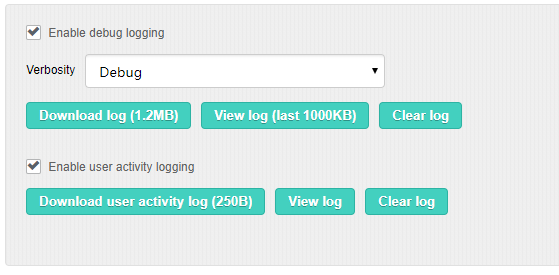 Enable debug logging
Verbosity Debug
Download log (1.2MB) View log (last 1000KB) Clear log
Enable user activity logging
Download user activity log (250B) View log Clear log